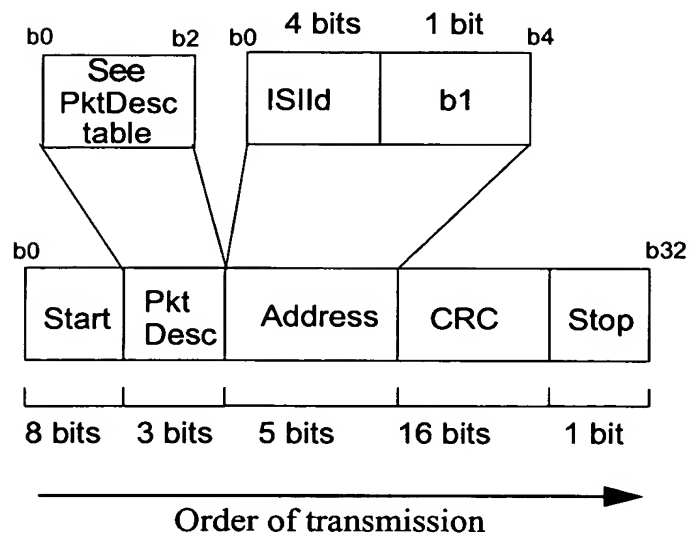 4 bits 1 bit
b0 b2 b0 b4
See
PktDesc
table
ISIId b1
b0 b32
Start Pkt
Desc Address CRC Stop
8 bits 3 bits 5 bits 16 bits 1 bit
Order of transmission